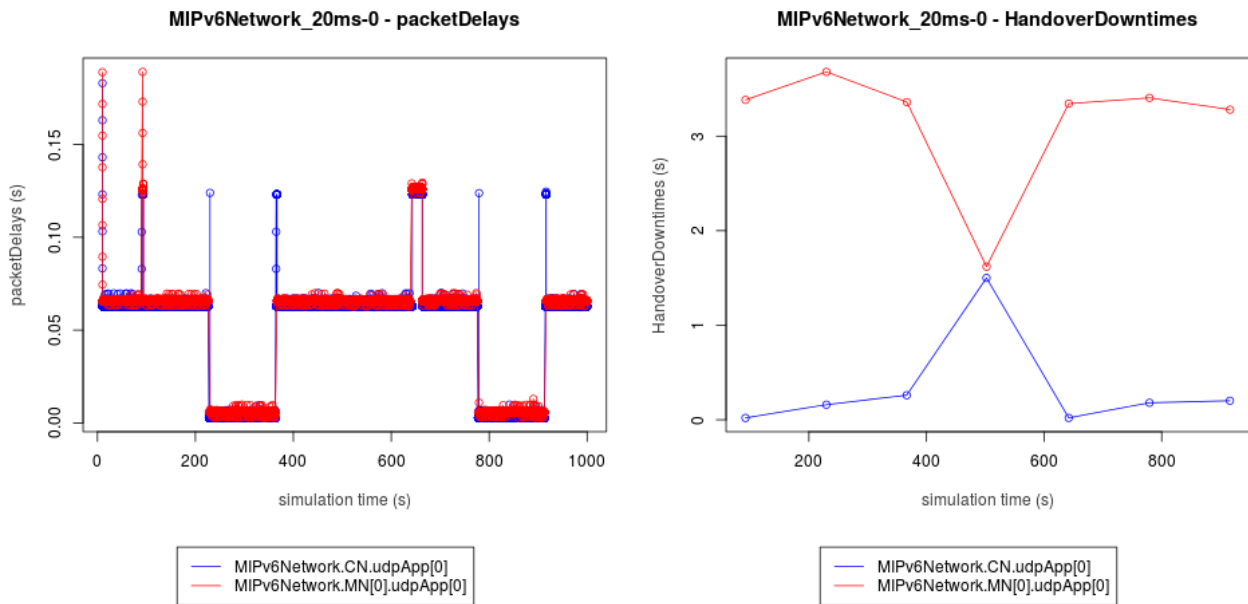 MIPv6Network_20ms-0 - packetDelays
packetDelays (s)
0.15
0.10
0.05
0.00
0 200 400 600 800 1000
simulation time (s)
MIPv6Network.CN.udpApp[0]
MIPv6Network.MN[0].udpApp[0]
MIPv6Network_20ms-0 - HandoverDowntimes
HandoverDowntimes (s)
3
2
1
0
200 400 600 800
simulation time (s)
MIPv6Network.CN.udpApp[0]
MIPv6Network.MN[0].udpApp[0]